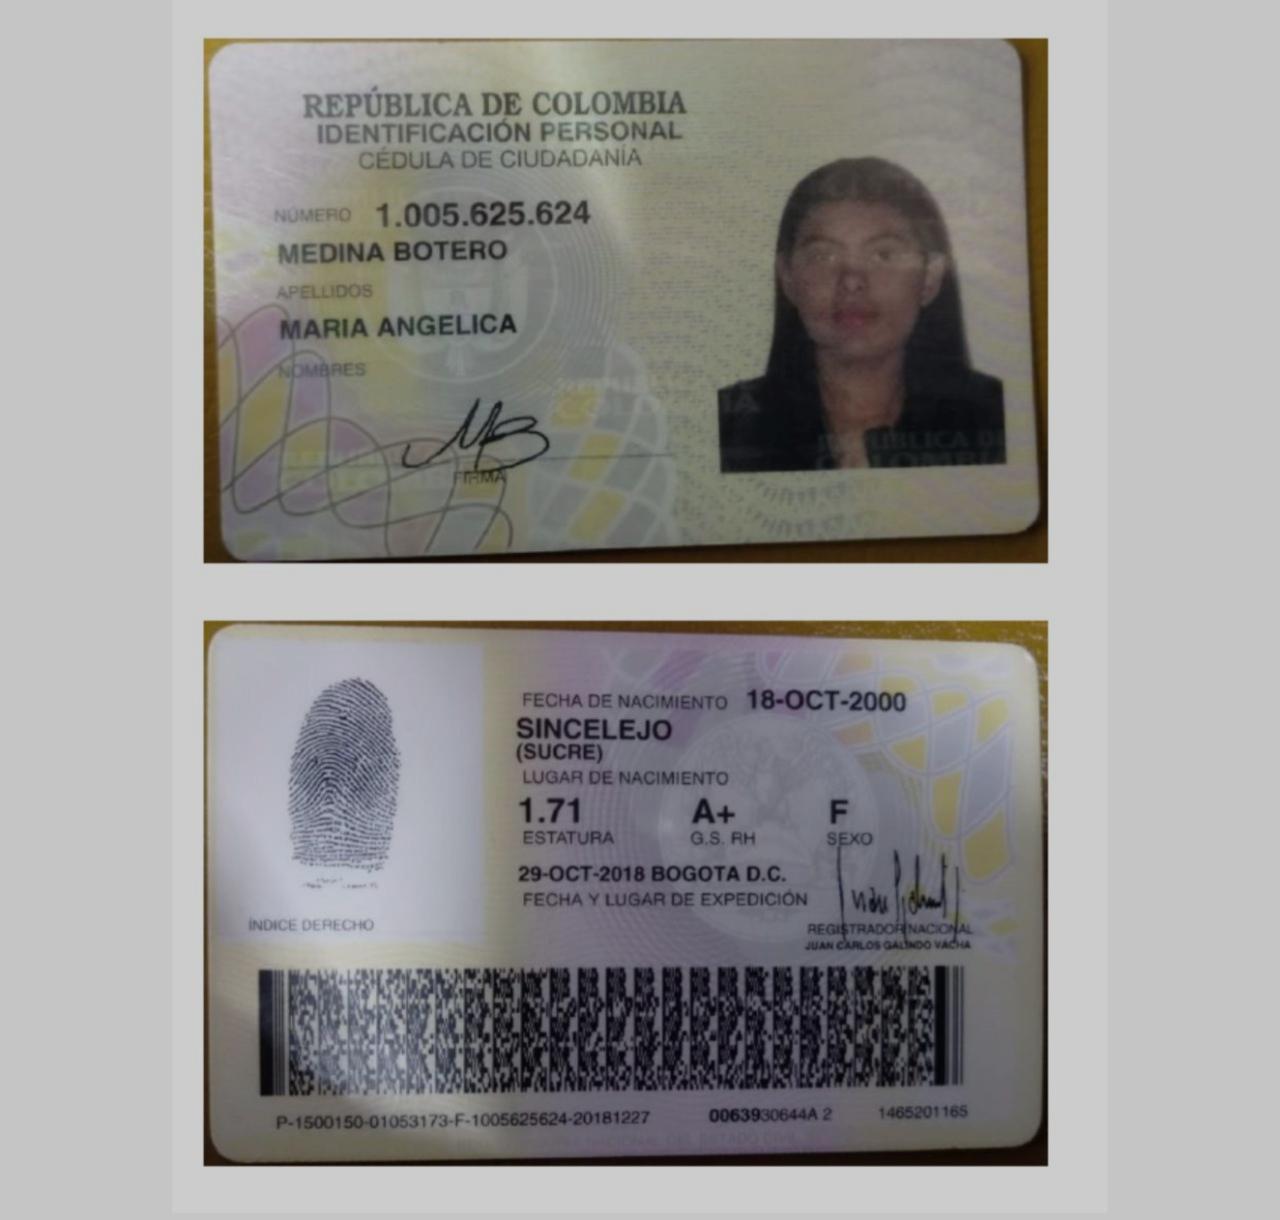 REPÚBLICA DE COLOMBIA
IDENTIFICACIÓN PERSONAL
CÉDULA DE CIUDADANÍA
NÚMERO 1.005.625.624
MEDINA BOTERO
APELLIDOS
MARIA ANGELICA
NOMBRES
FIRMA
FECHA DE NACIMIENTO 18-OCT-2000
SINCELEJO
(SUCRE)
LUGAR DE NACIMIENTO
1.71 A+ F
ESTATURA G.S. RH SEXO
29-OCT-2018 BOGOTA D.C.
FECHA Y LUGAR DE EXPEDICIÓN
ÍNDICE DERECHO
REGISTRADOR NACIONAL
JUAN CARLOS GALINDO VACHA
P-1500150-01053173-F-1005625624-20181227 0063930644A 2 1465201165